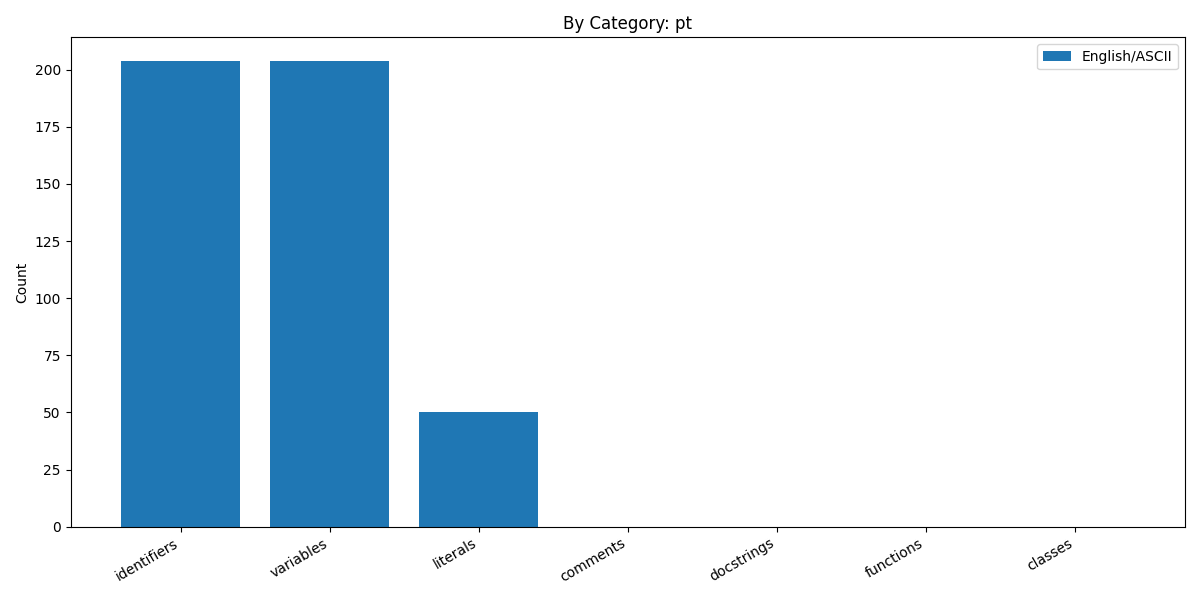 By Category: pt
English/ASCII
Count
200
175
150
125
100
75
50
25
0
identifiers
variables
literals
comments
docstrings
functions
classes